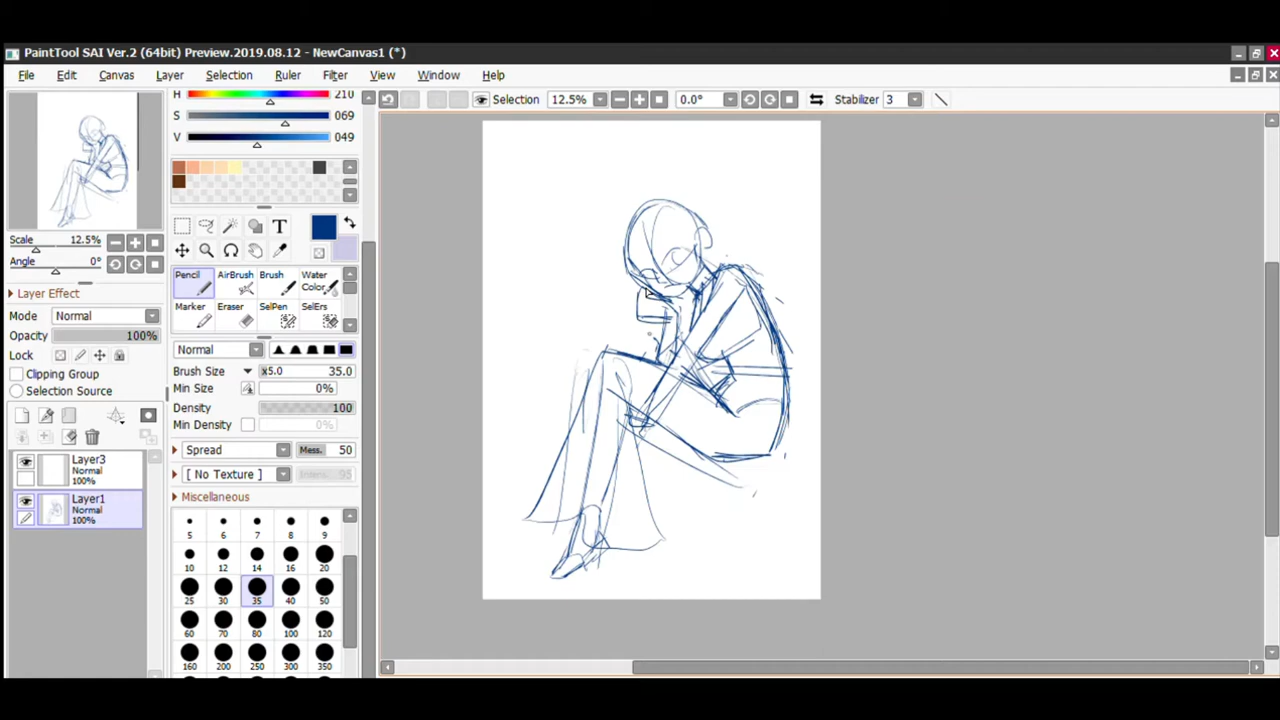 PaintTool SAI Ver.2 (64bit) Preview.2019.08.12 - NewCanvas1 (*)
File Edit Canvas Layer Selection Ruler Filter View Window Help
H 210
S 069
V 049
Selection 12.5% 0.0° Stabilizer 3
Scale 12.5%
Angle 0°
Layer Effect
Mode Normal
Opacity 100%
Lock
Clipping Group
Selection Source
Layer3
Normal
100%
Layer1
Normal
100%
T
Pencil AirBrush Brush Water Color
Marker Eraser SelPen SelErs
Normal
Brush Size x5.0 35.0
Min Size 0%
Density 100
Min Density
Spread Mess. 50
[ No Texture ] Intens. 95
Miscellaneous
5 6 7 8 9
10 12 14 16 20
25 30 35 40 50
60 70 80 100 120
160 200 250 300 350